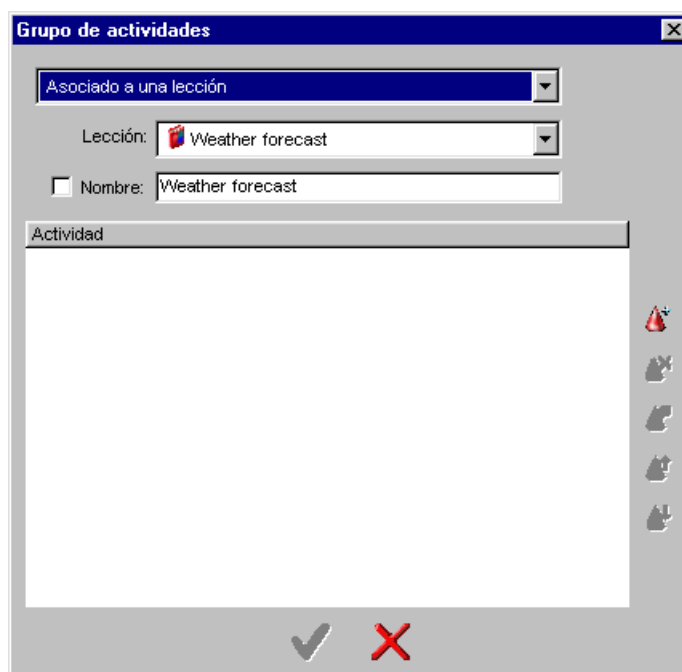 Grupo de actividades
Asociado a una lección
Lección: Weather forecast
Nombre: Weather forecast
Actividad